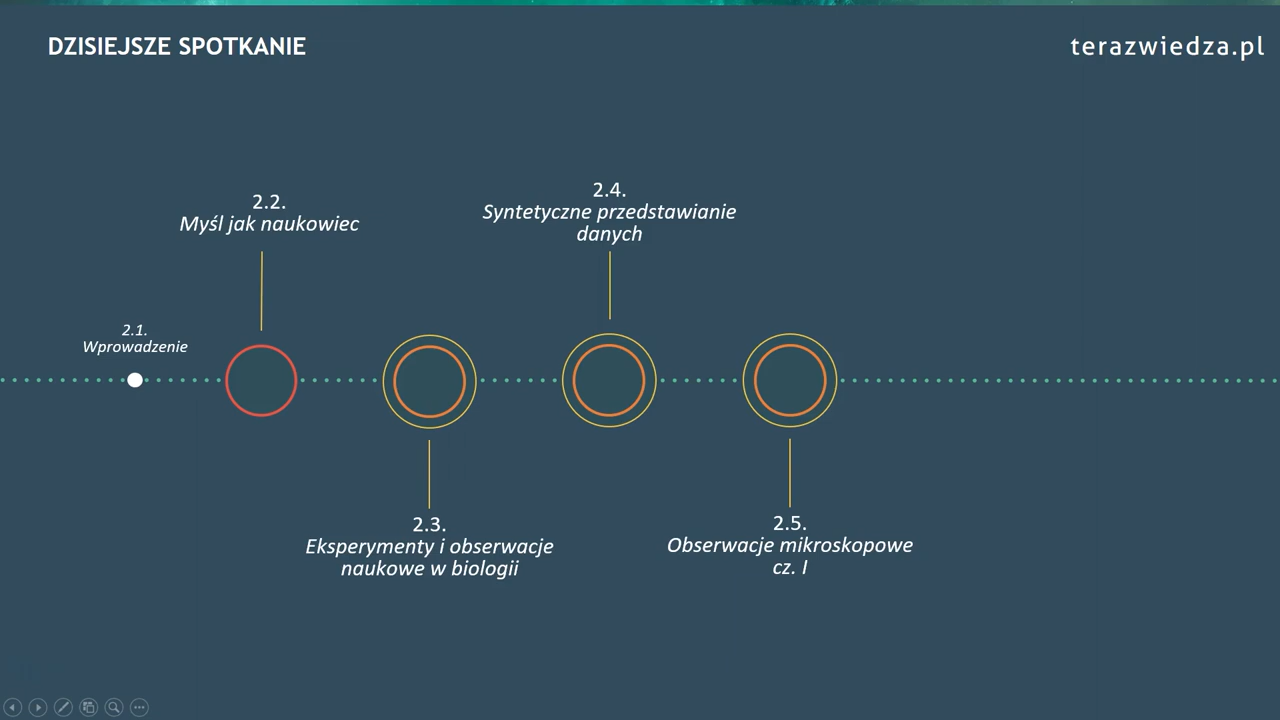 DZISIEJSZE SPOTKANIE
terazwiedza.pl
2.1.
Wprowadzenie
2.2.
Myśl jak naukowiec
2.3.
Eksperymenty i obserwacje
naukowe w biologii
2.4.
Syntetyczne przedstawianie
danych
2.5.
Obserwacje mikroskopowe
cz. I